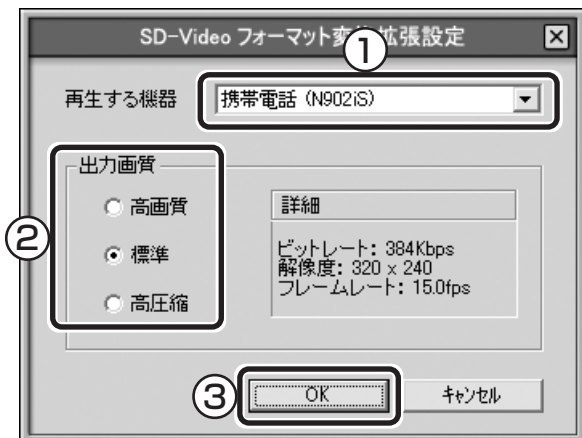 SD-Video フォーマット変換拡張設定
①
再生する機器
携帯電話 (N902iS)
出力画質
②
高画質
標準
高圧縮
詳細
ビットレート: 384Kbps
解像度: 320 x 240
フレームレート: 15.0fps
③
OK
キャンセル